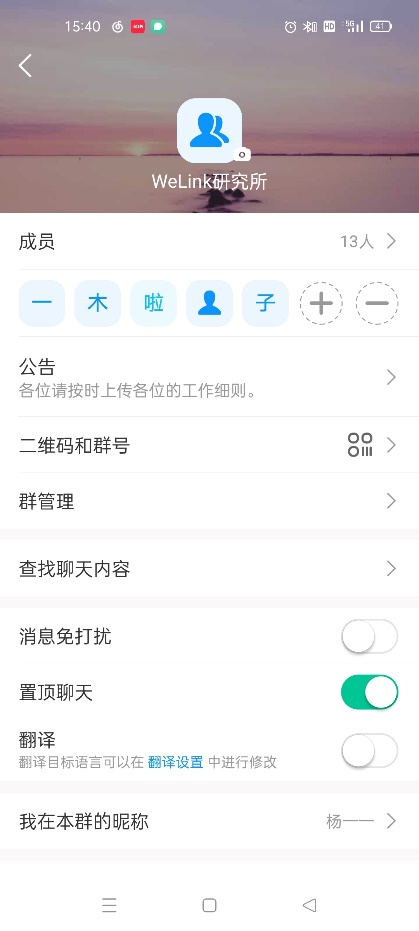 15:40 HD 5G 41
WeLink研究所
成员 13人
一 木 啦 子
公告
各位请按时上传各位的工作细则。
二维码和群号
群管理
查找聊天内容
消息免打扰
置顶聊天
翻译
翻译目标语言可以在 翻译设置 中进行修改
我在本群的昵称 杨一一